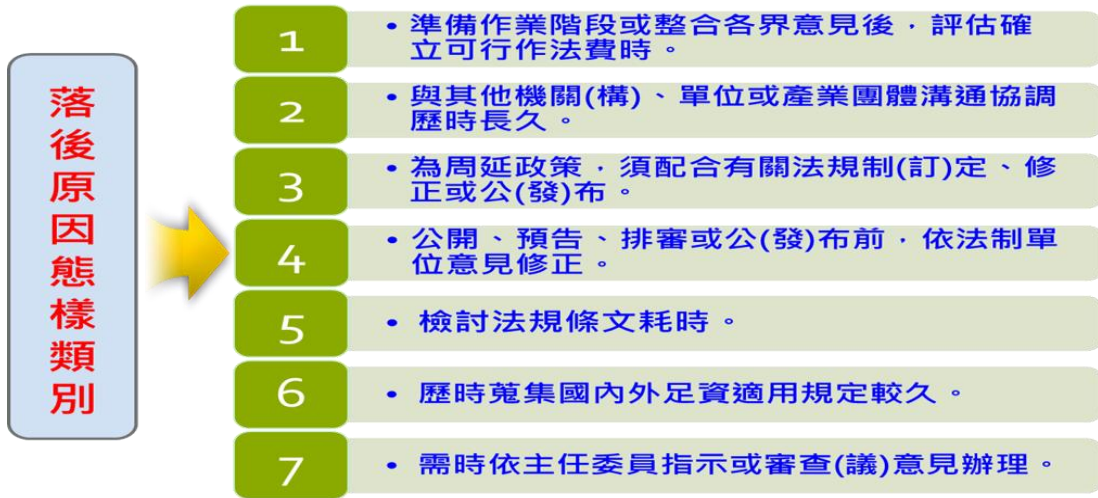 落後原因態樣類別
1
• 準備作業階段或整合各界意見後，評估確
立可行作法費時。
2
• 與其他機關(構)、單位或產業團體溝通協調
歷時長久。
3
• 為周延政策，須配合有關法規制(訂)定、修
正或公(發)布。
4
• 公開、預告、排審或公(發)布前，依法制單
位意見修正。
5
• 檢討法規條文耗時。
6
• 歷時蒐集國內外足資適用規定較久。
7
• 需時依主任委員指示或審查(議)意見辦理。